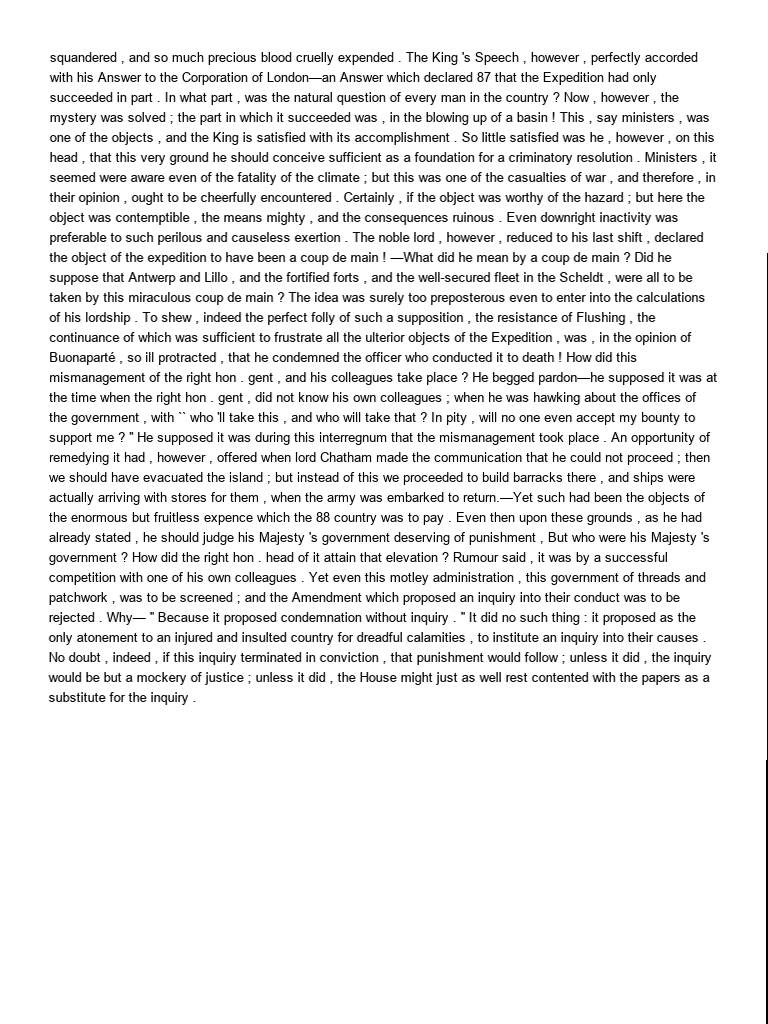 squandered , and so much precious blood cruelly expended . The King 's Speech , however , perfectly accorded
with his Answer to the Corporation of London—an Answer which declared 87 that the Expedition had only
succeeded in part . In what part , was the natural question of every man in the country ? Now , however , the
mystery was solved ; the part in which it succeeded was , in the blowing up of a basin ! This , say ministers , was
one of the objects , and the King is satisfied with its accomplishment . So little satisfied was he , however , on this
head , that this very ground he should conceive sufficient as a foundation for a criminatory resolution . Ministers , it
seemed were aware even of the fatality of the climate ; but this was one of the casualties of war , and therefore , in
their opinion , ought to be cheerfully encountered . Certainly , if the object was worthy of the hazard ; but here the
object was contemptible , the means mighty , and the consequences ruinous . Even downright inactivity was
preferable to such perilous and causeless exertion . The noble lord , however , reduced to his last shift , declared
the object of the expedition to have been a coup de main ! —What did he mean by a coup de main ? Did he
suppose that Antwerp and Lillo , and the fortified forts , and the well-secured fleet in the Scheldt , were all to be
taken by this miraculous coup de main ? The idea was surely too preposterous even to enter into the calculations
of his lordship . To shew , indeed the perfect folly of such a supposition , the resistance of Flushing , the
continuance of which was sufficient to frustrate all the ulterior objects of the Expedition , was , in the opinion of
Buonaparté , so ill protracted , that he condemned the officer who conducted it to death ! How did this
mismanagement of the right hon . gent , and his colleagues take place ? He begged pardon—he supposed it was at
the time when the right hon . gent , did not know his own colleagues ; when he was hawking about the offices of
the government , with `` who 'll take this , and who will take that ? In pity , will no one even accept my bounty to
support me ? " He supposed it was during this interregnum that the mismanagement took place . An opportunity of
remedying it had , however , offered when lord Chatham made the communication that he could not proceed ; then
we should have evacuated the island ; but instead of this we proceeded to build barracks there , and ships were
actually arriving with stores for them , when the army was embarked to return.—Yet such had been the objects of
the enormous but fruitless expence which the 88 country was to pay . Even then upon these grounds , as he had
already stated , he should judge his Majesty 's government deserving of punishment , But who were his Majesty 's
government ? How did the right hon . head of it attain that elevation ? Rumour said , it was by a successful
competition with one of his own colleagues . Yet even this motley administration , this government of threads and
patchwork , was to be screened ; and the Amendment which proposed an inquiry into their conduct was to be
rejected . Why— " Because it proposed condemnation without inquiry . " It did no such thing : it proposed as the
only atonement to an injured and insulted country for dreadful calamities , to institute an inquiry into their causes .
No doubt , indeed , if this inquiry terminated in conviction , that punishment would follow ; unless it did , the inquiry
would be but a mockery of justice ; unless it did , the House might just as well rest contented with the papers as a
substitute for the inquiry .